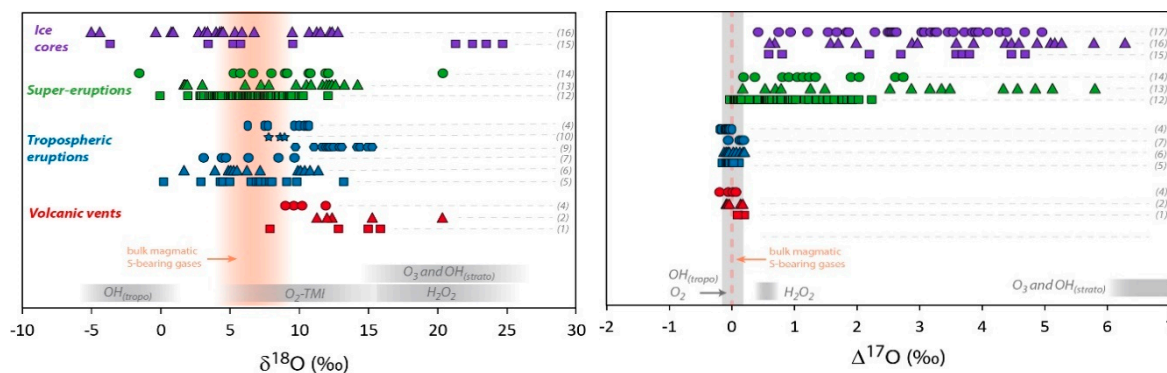 Ice
cores
(16)
(15)
Super-eruptions
(14)
(13)
(12)
Tropospheric
eruptions
(4)
(10)
(9)
(7)
(6)
(5)
Volcanic vents
(4)
(2)
(1)
bulk magmatic
S-bearing gases
O3 and OH(strato)
OH(tropo)
O2-TMI
H2O2
-10
-5
0
5
10
15
20
25
30
δ18O (‰)
(17)
(16)
(15)
(14)
(13)
(12)
(4)
(7)
(6)
(5)
(4)
(2)
(1)
bulk magmatic
S-bearing gases
OH(tropo)
O2
H2O2
O3 and OH(strato)
-2
-1
0
1
2
3
4
5
6
7
Δ17O (‰)